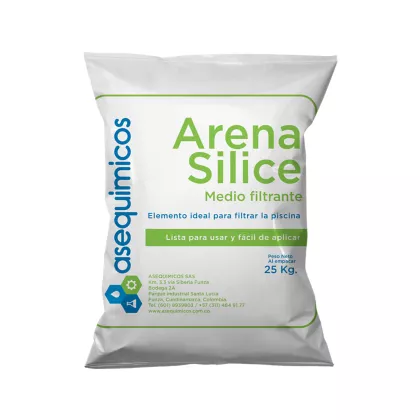 asequimicos
Arena
Silice
Medio filtrante
Elemento ideal para filtrar la piscina
Lista para usar y fácil de aplicar
Peso Neto
Al empacar
25 Kg.
ASEQUIMICOS SAS
Km. 2.5 vía Siberia Funza,
Bodega 2A
Parque Industrial Santa Lucia
Funza, Cundinamarca, Colombia
www.asequimicos.com.co